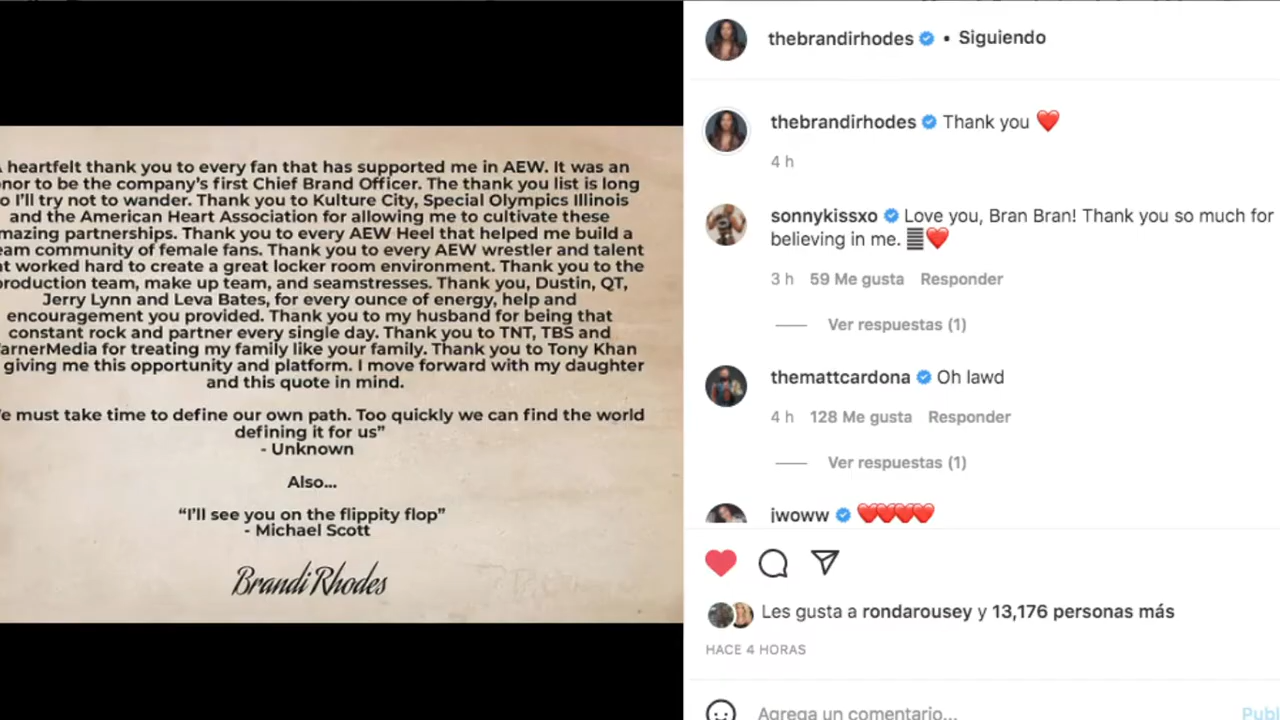 heartfelt thank you to every fan that has supported me in AEW. It was an
nor to be the company's first Chief Brand Officer. The thank you list is long
o I'll try not to wander. Thank you to Kulture City, Special Olympics Illinois
and the American Heart Association for allowing me to cultivate these
mazing partnerships. Thank you to every AEW Heel that helped me build a
eam community of female fans. Thank you to every AEW wrestler and talent
at worked hard to create a great locker room environment. Thank you to the
production team, make up team, and seamstresses. Thank you, Dustin, QT,
Jerry Lynn and Leva Bates, for every ounce of energy, help and
encouragement you provided. Thank you to my husband for being that
constant rock and partner every single day. Thank you to TNT, TBS and
arnerMedia for treating my family like your family. Thank you to Tony Khan
giving me this opportunity and platform. I move forward with my daughter
and this quote in mind.
e must take time to define our own path. Too quickly we can find the world
defining it for us”
- Unknown
Also...
“I'll see you on the flippity flop”
- Michael Scott
Brandi Rhodes
thebrandirhodes • Siguiendo
thebrandirhodes Thank you ❤️
4 h
sonnykissxo Love you, Bran Bran! Thank you so much for
believing in me. ❤️
3 h 59 Me gusta Responder
Ver respuestas (1)
themattcardona Oh lawd
4 h 128 Me gusta Responder
Ver respuestas (1)
jwoww ❤️❤️❤️❤️
Les gusta a rondarousey y 13,176 personas más
HACE 4 HORAS
Agrega un comentario...
Publ